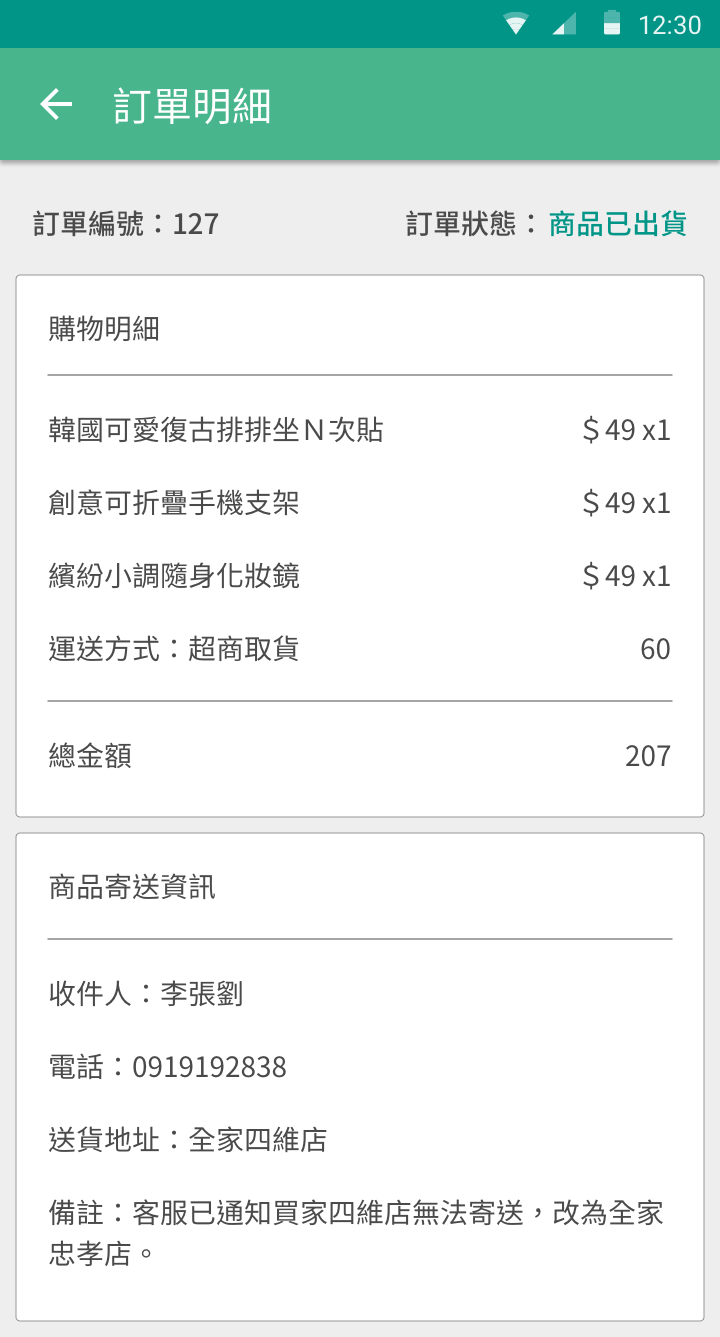 12:30
訂單明細
訂單編號：127 訂單狀態：商品已出貨
購物明細
韓國可愛復古排排坐Ｎ次貼 ＄49 x1
創意可折疊手機支架 ＄49 x1
繽紛小調隨身化妝鏡 ＄49 x1
運送方式：超商取貨 60
總金額 207
商品寄送資訊
收件人：李張劉
電話：0919192838
送貨地址：全家四維店
備註：客服已通知買家四維店無法寄送，改為全家
忠孝店。